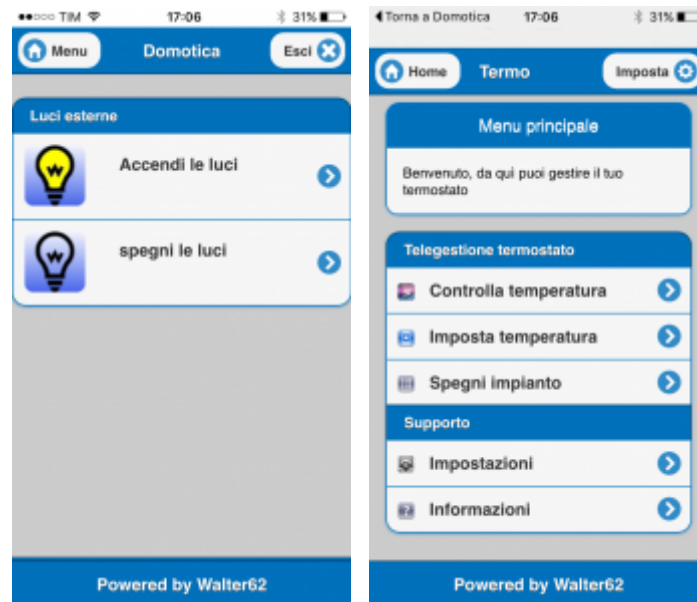 TIM 17:06 31%
Menu Domotica Esci
Luci esterne
Accendi le luci
spegni le luci
Powered by Walter62
Torna a Domotica 17:06 31%
Home Termo Imposta
Menu principale
Benvenuto, da qui puoi gestire il tuo
termostato
Telegestione termostato
Controlla temperatura
Imposta temperatura
Spegni impianto
Supporto
Impostazioni
Informazioni
Powered by Walter62